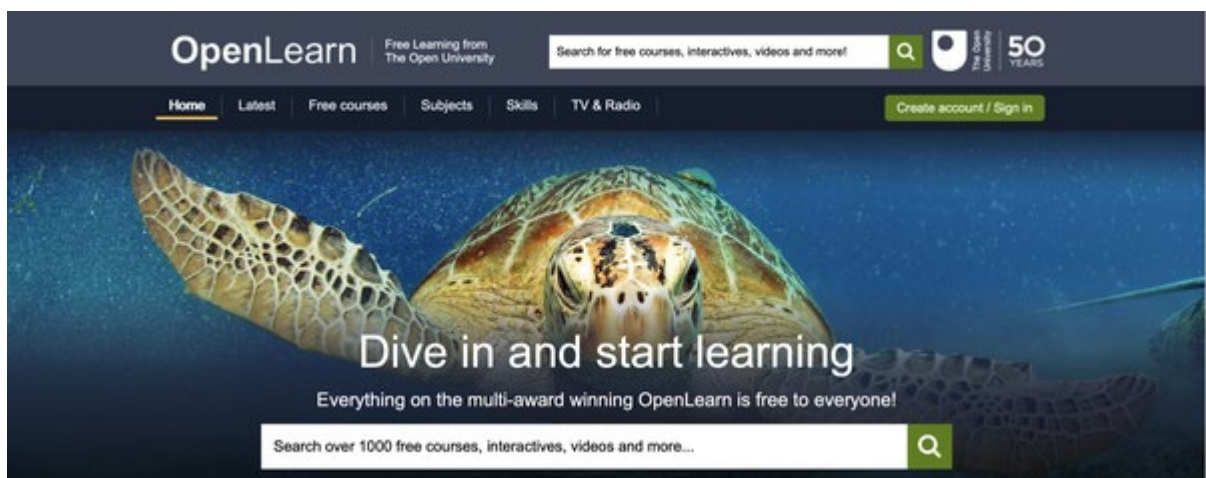 OpenLearn
Free Learning from
The Open University
Search for free courses, interactives, videos and more!
The Open
University
50
YEARS
Home
Latest
Free courses
Subjects
Skills
TV & Radio
Create account / Sign in
Dive in and start learning
Everything on the multi-award winning OpenLearn is free to everyone!
Search over 1000 free courses, interactives, videos and more...